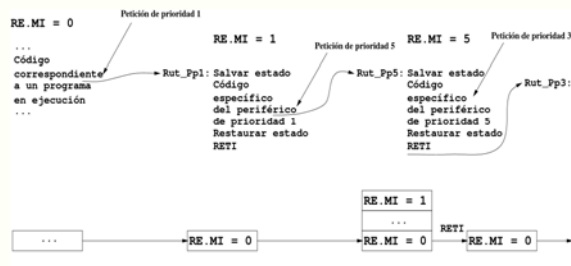 Petición de prioridad 1
RE.MI = 0
...
Código
correspondiente
a un programa
en ejecución
...
RE.MI = 1
Petición de prioridad 5
Rut_Pp1: Salvar estado
Código
específico
del periférico
de prioridad 1
Restaurar estado
RETI
RE.MI = 5
Petición de prioridad 3
Rut_Pp5: Salvar estado
Código
específico
del periférico
de prioridad 5
Restaurar estado
RETI
Rut_Pp3:
...
RE.MI = 0
RE.MI = 1
...
RE.MI = 0
RETI
RE.MI = 0